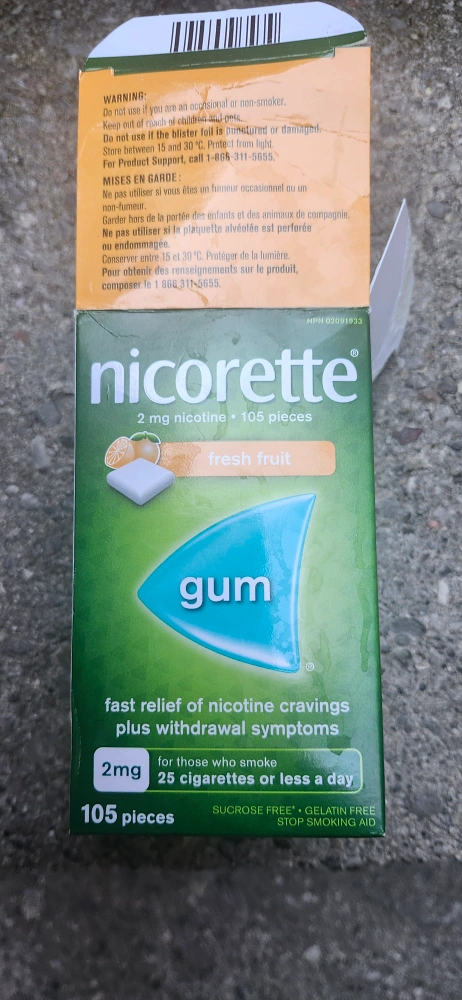 WARNING:
Do not use if you are an occasional or non-smoker.
Keep out of reach of children and pets.
Do not use if the blister foil is punctured or damaged.
Store between 15 and 30 °C. Protect from light.
For Product Support, call 1-866-311-5655.
MISES EN GARDE :
Ne pas utiliser si vous êtes un fumeur occasionnel ou un
non-fumeur.
Garder hors de la portée des enfants et des animaux de compagnie.
Ne pas utiliser si la plaquette alvéolée est perforée
ou endommagée.
Conserver entre 15 et 30 °C. Protéger de la lumière.
Pour obtenir des renseignements sur le produit,
composer le 1 866 311-5655.
NPN 02091933
nicorette®
2 mg nicotine • 105 pieces
fresh fruit
gum
®
fast relief of nicotine cravings
plus withdrawal symptoms
2mg
for those who smoke
25 cigarettes or less a day
105 pieces
SUCROSE FREE* • GELATIN FREE
STOP SMOKING AID